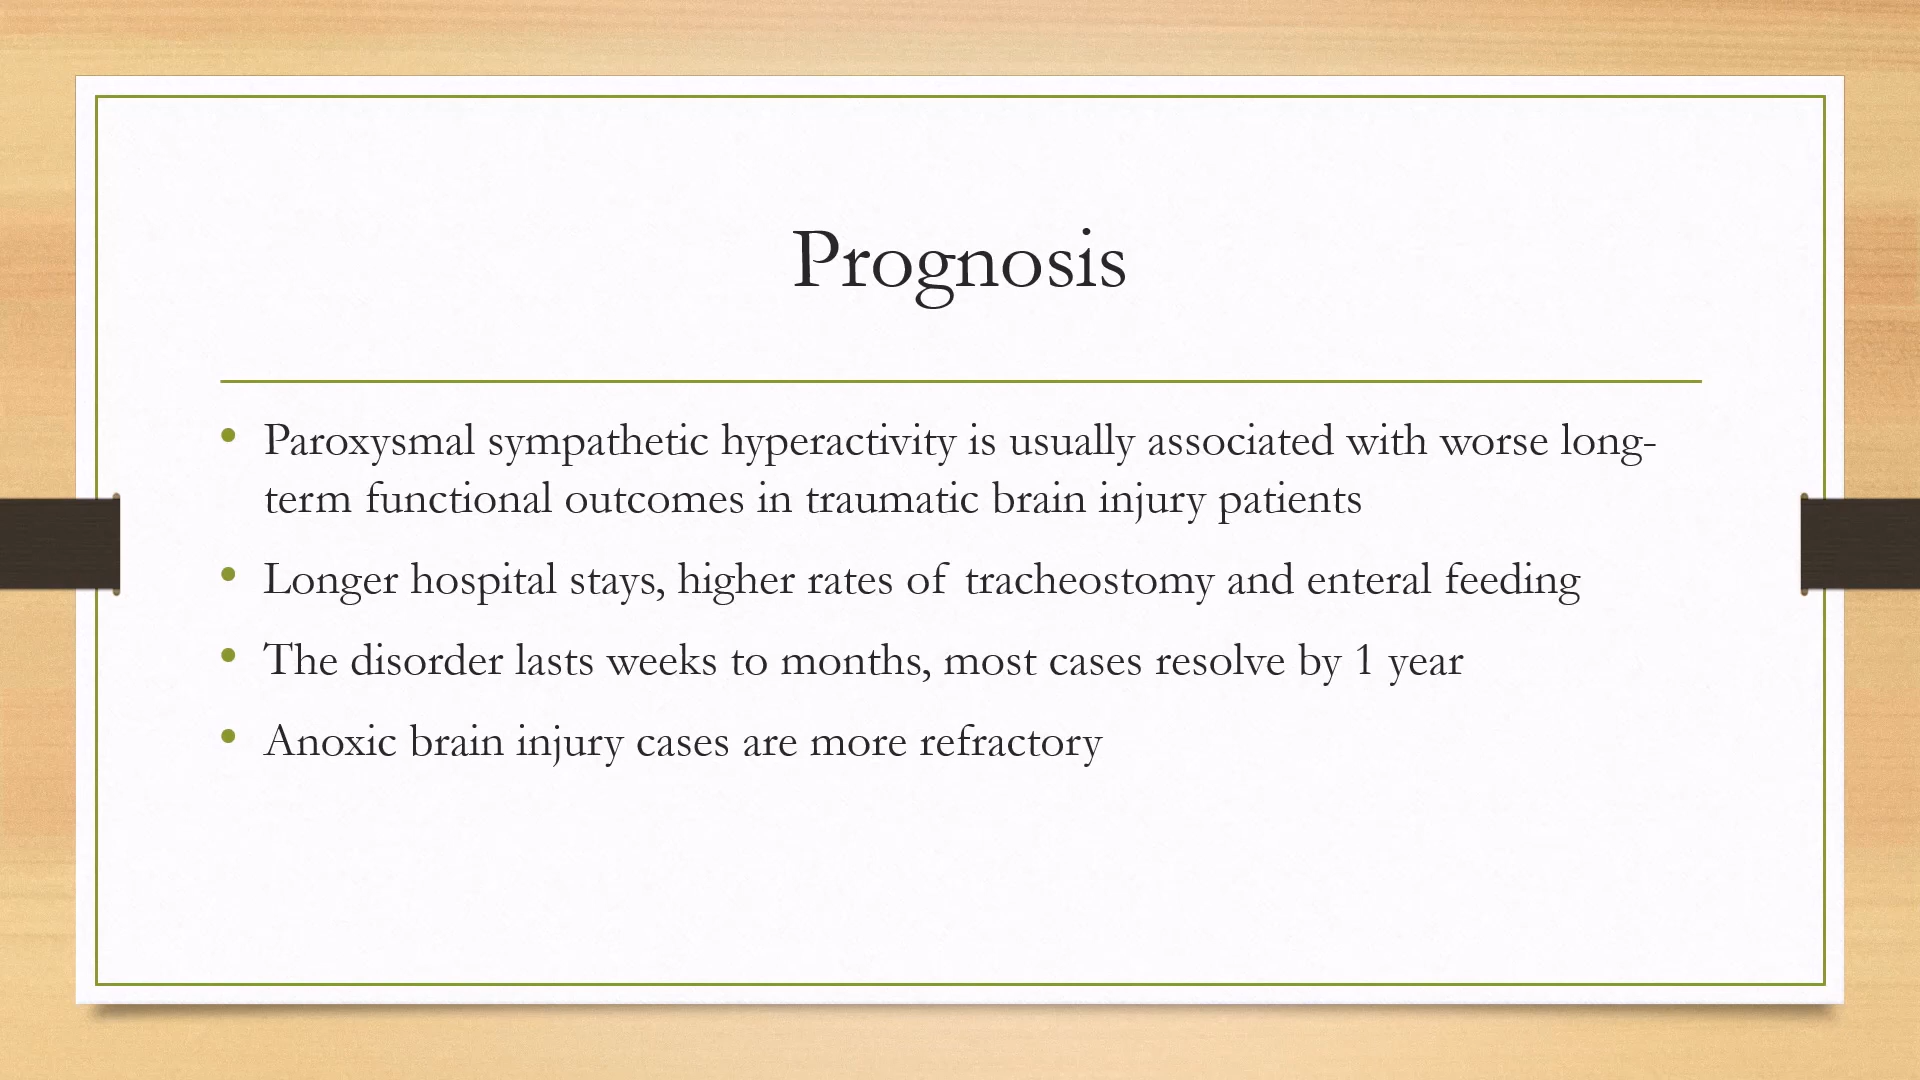 Prognosis
• Paroxysmal sympathetic hyperactivity is usually associated with worse long-
term functional outcomes in traumatic brain injury patients
• Longer hospital stays, higher rates of tracheostomy and enteral feeding
• The disorder lasts weeks to months, most cases resolve by 1 year
• Anoxic brain injury cases are more refractory